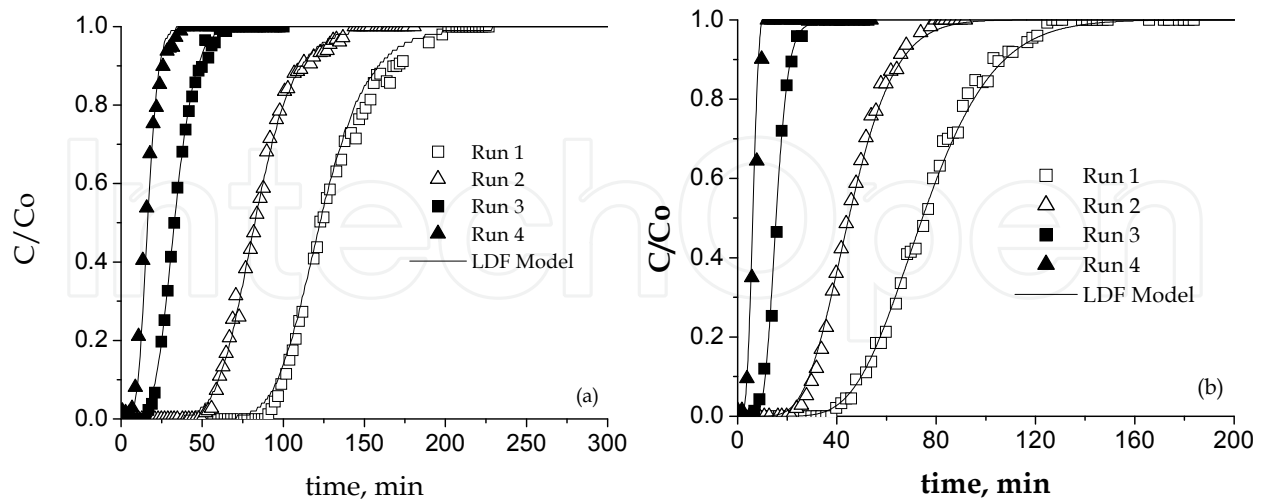 1.0
0.8
0.6
0.4
0.2
0.0
C/Co
0 50 100 150 200 250 300
time, min
Run 1
Run 2
Run 3
Run 4
LDF Model
(a)
1.0
0.8
0.6
0.4
0.2
0.0
C/Co
0 40 80 120 160 200
time, min
Run 1
Run 2
Run 3
Run 4
LDF Model
(b)
IntechOpen